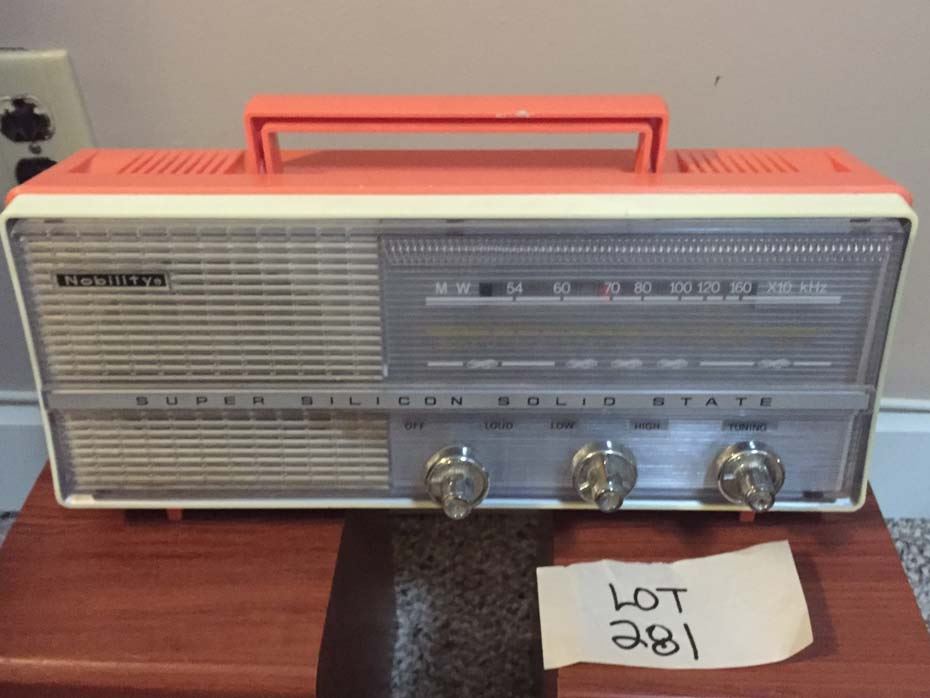 Nobility
M W 54 60 70 80 100 120 160 X10 kHz
SUPER SILICON SOLID STATE
OFF LOUD LOW HIGH TUNING
LOT
281